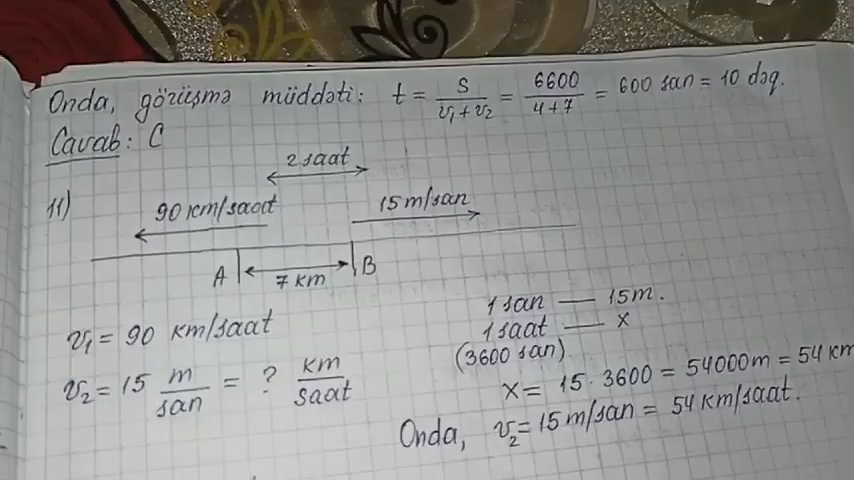 Onda, görüşmə müddəti: t = S / (v₁ + v₂) = 6600 / (4 + 7) = 600 san = 10 dəq.
Cavab: C
2 saat
11)
90 km/saat
15 m/san
A
7 km
B
v₁ = 90 km/saat
v₂ = 15 m/san = ? km/saat
1 san — 15 m.
1 saat — x
(3600 san)
x = 15 · 3600 = 54000 m = 54 km
Onda, v₂ = 15 m/san = 54 km/saat.